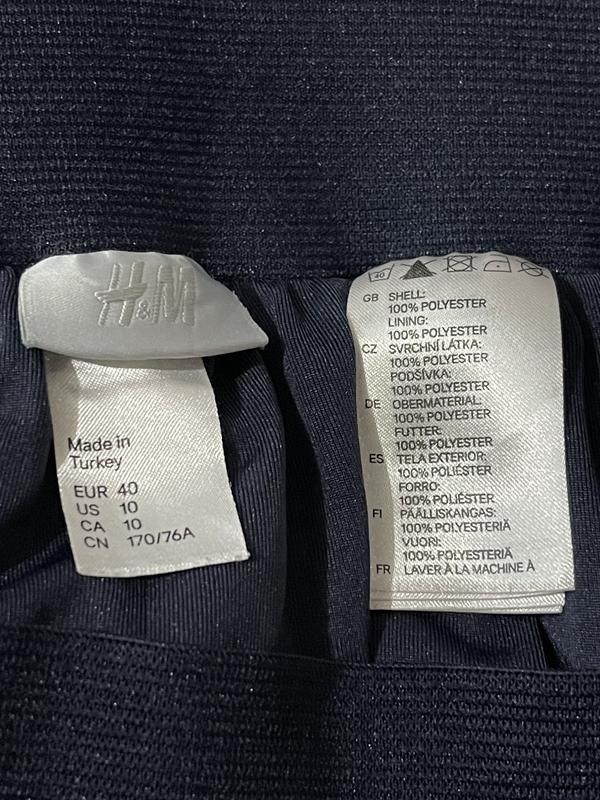 H&M
Made in
Turkey
EUR 40
US 10
CA 10
CN 170/76A
40
GB SHELL:
100% POLYESTER
LINING:
100% POLYESTER
CZ SVRCHNÍ LÁTKA:
100% POLYESTER
PODŠÍVKA:
100% POLYESTER
DE OBERMATERIAL:
100% POLYESTER
FUTTER:
100% POLYESTER
ES TELA EXTERIOR:
100% POLIÉSTER
FORRO:
100% POLIÉSTER
FI PÄÄLLISKANGAS:
100% POLYESTERIÄ
VUORI:
100% POLYESTERIÄ
FR LAVER À LA MACHINE À